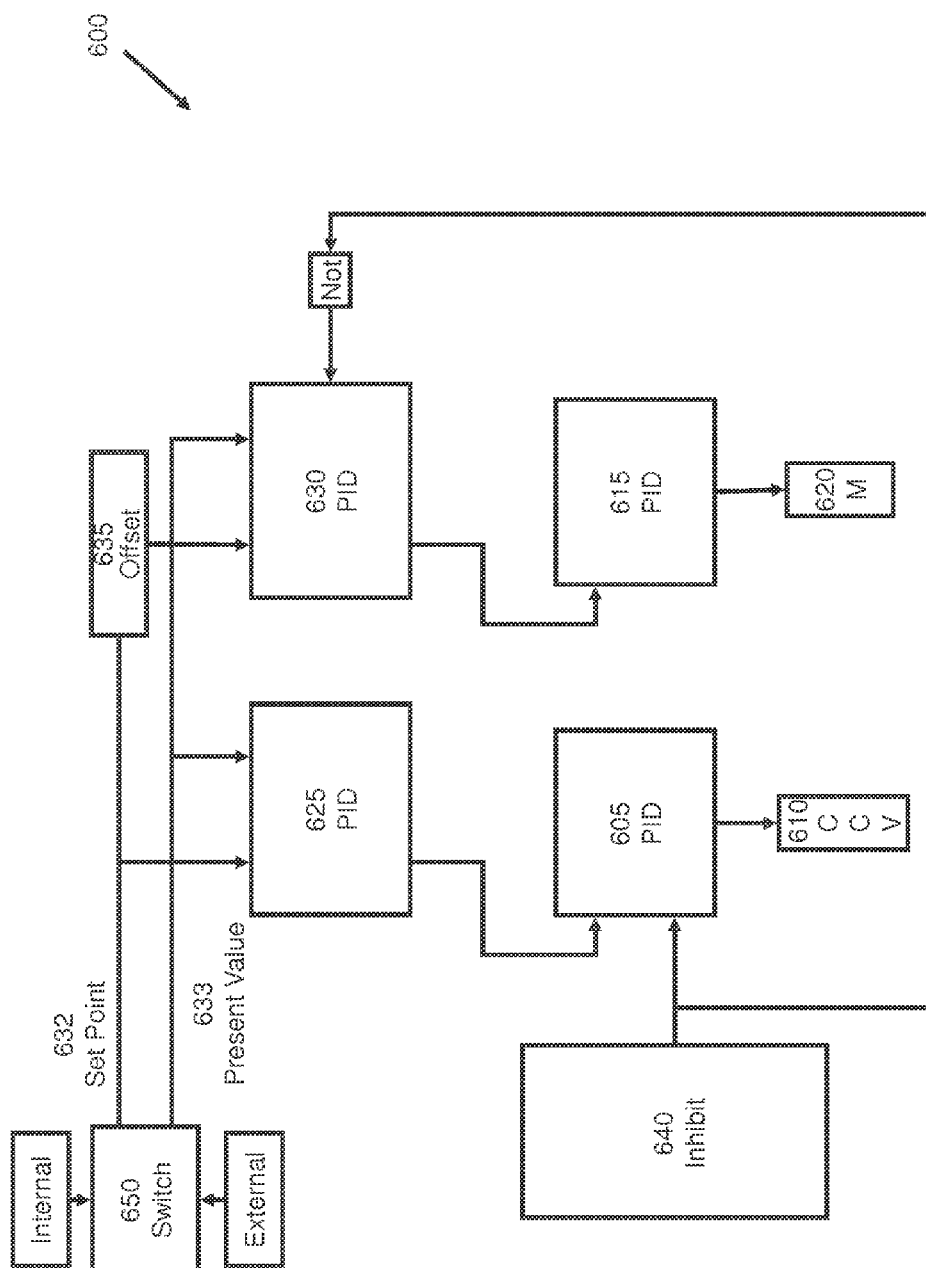 600
Internal
650
Switch
External
632
Set Point
633
Present Value
635
Offset
625
PID
630
PID
Not
640
Inhibit
605
PID
615
PID
610
C
C
V
620
M